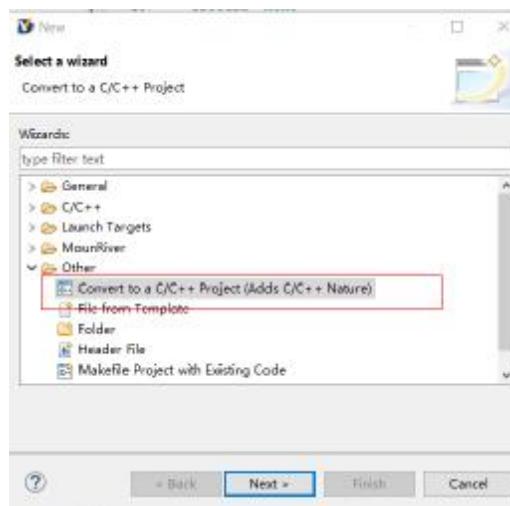 New
Select a wizard
Convert to a C/C++ Project
Wizards:
type filter text
General
C/C++
Launch Targets
MounRiver
Other
Convert to a C/C++ Project (Adds C/C++ Nature)
File from Template
Folder
Header File
Makefile Project with Existing Code
< Back Next > Finish Cancel